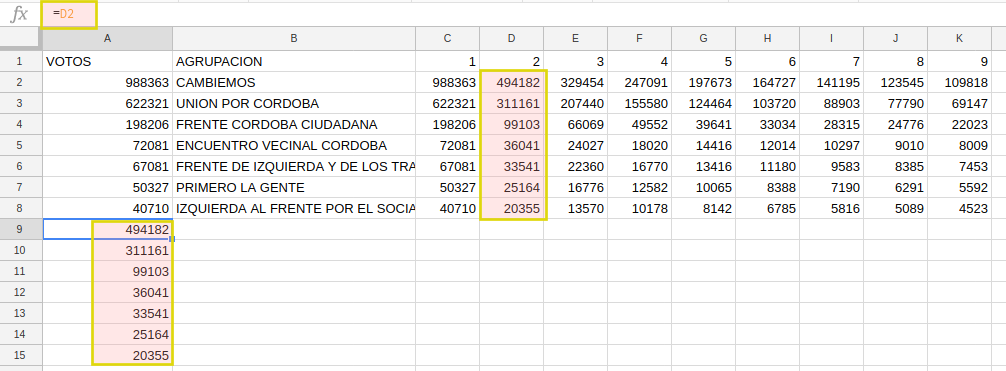 fx =D2
A B C D E F G H I J K
1 VOTOS AGRUPACION 1 2 3 4 5 6 7 8 9
2 988363 CAMBIEMOS 988363 494182 329454 247091 197673 164727 141195 123545 109818
3 622321 UNION POR CORDOBA 622321 311161 207440 155580 124464 103720 88903 77790 69147
4 198206 FRENTE CORDOBA CIUDADANA 198206 99103 66069 49552 39641 33034 28315 24776 22023
5 72081 ENCUENTRO VECINAL CORDOBA 72081 36041 24027 18020 14416 12014 10297 9010 8009
6 67081 FRENTE DE IZQUIERDA Y DE LOS TRA 67081 33541 22360 16770 13416 11180 9583 8385 7453
7 50327 PRIMERO LA GENTE 50327 25164 16776 12582 10065 8388 7190 6291 5592
8 40710 IZQUIERDA AL FRENTE POR EL SOCIA 40710 20355 13570 10178 8142 6785 5816 5089 4523
9 494182
10 311161
11 99103
12 36041
13 33541
14 25164
15 20355